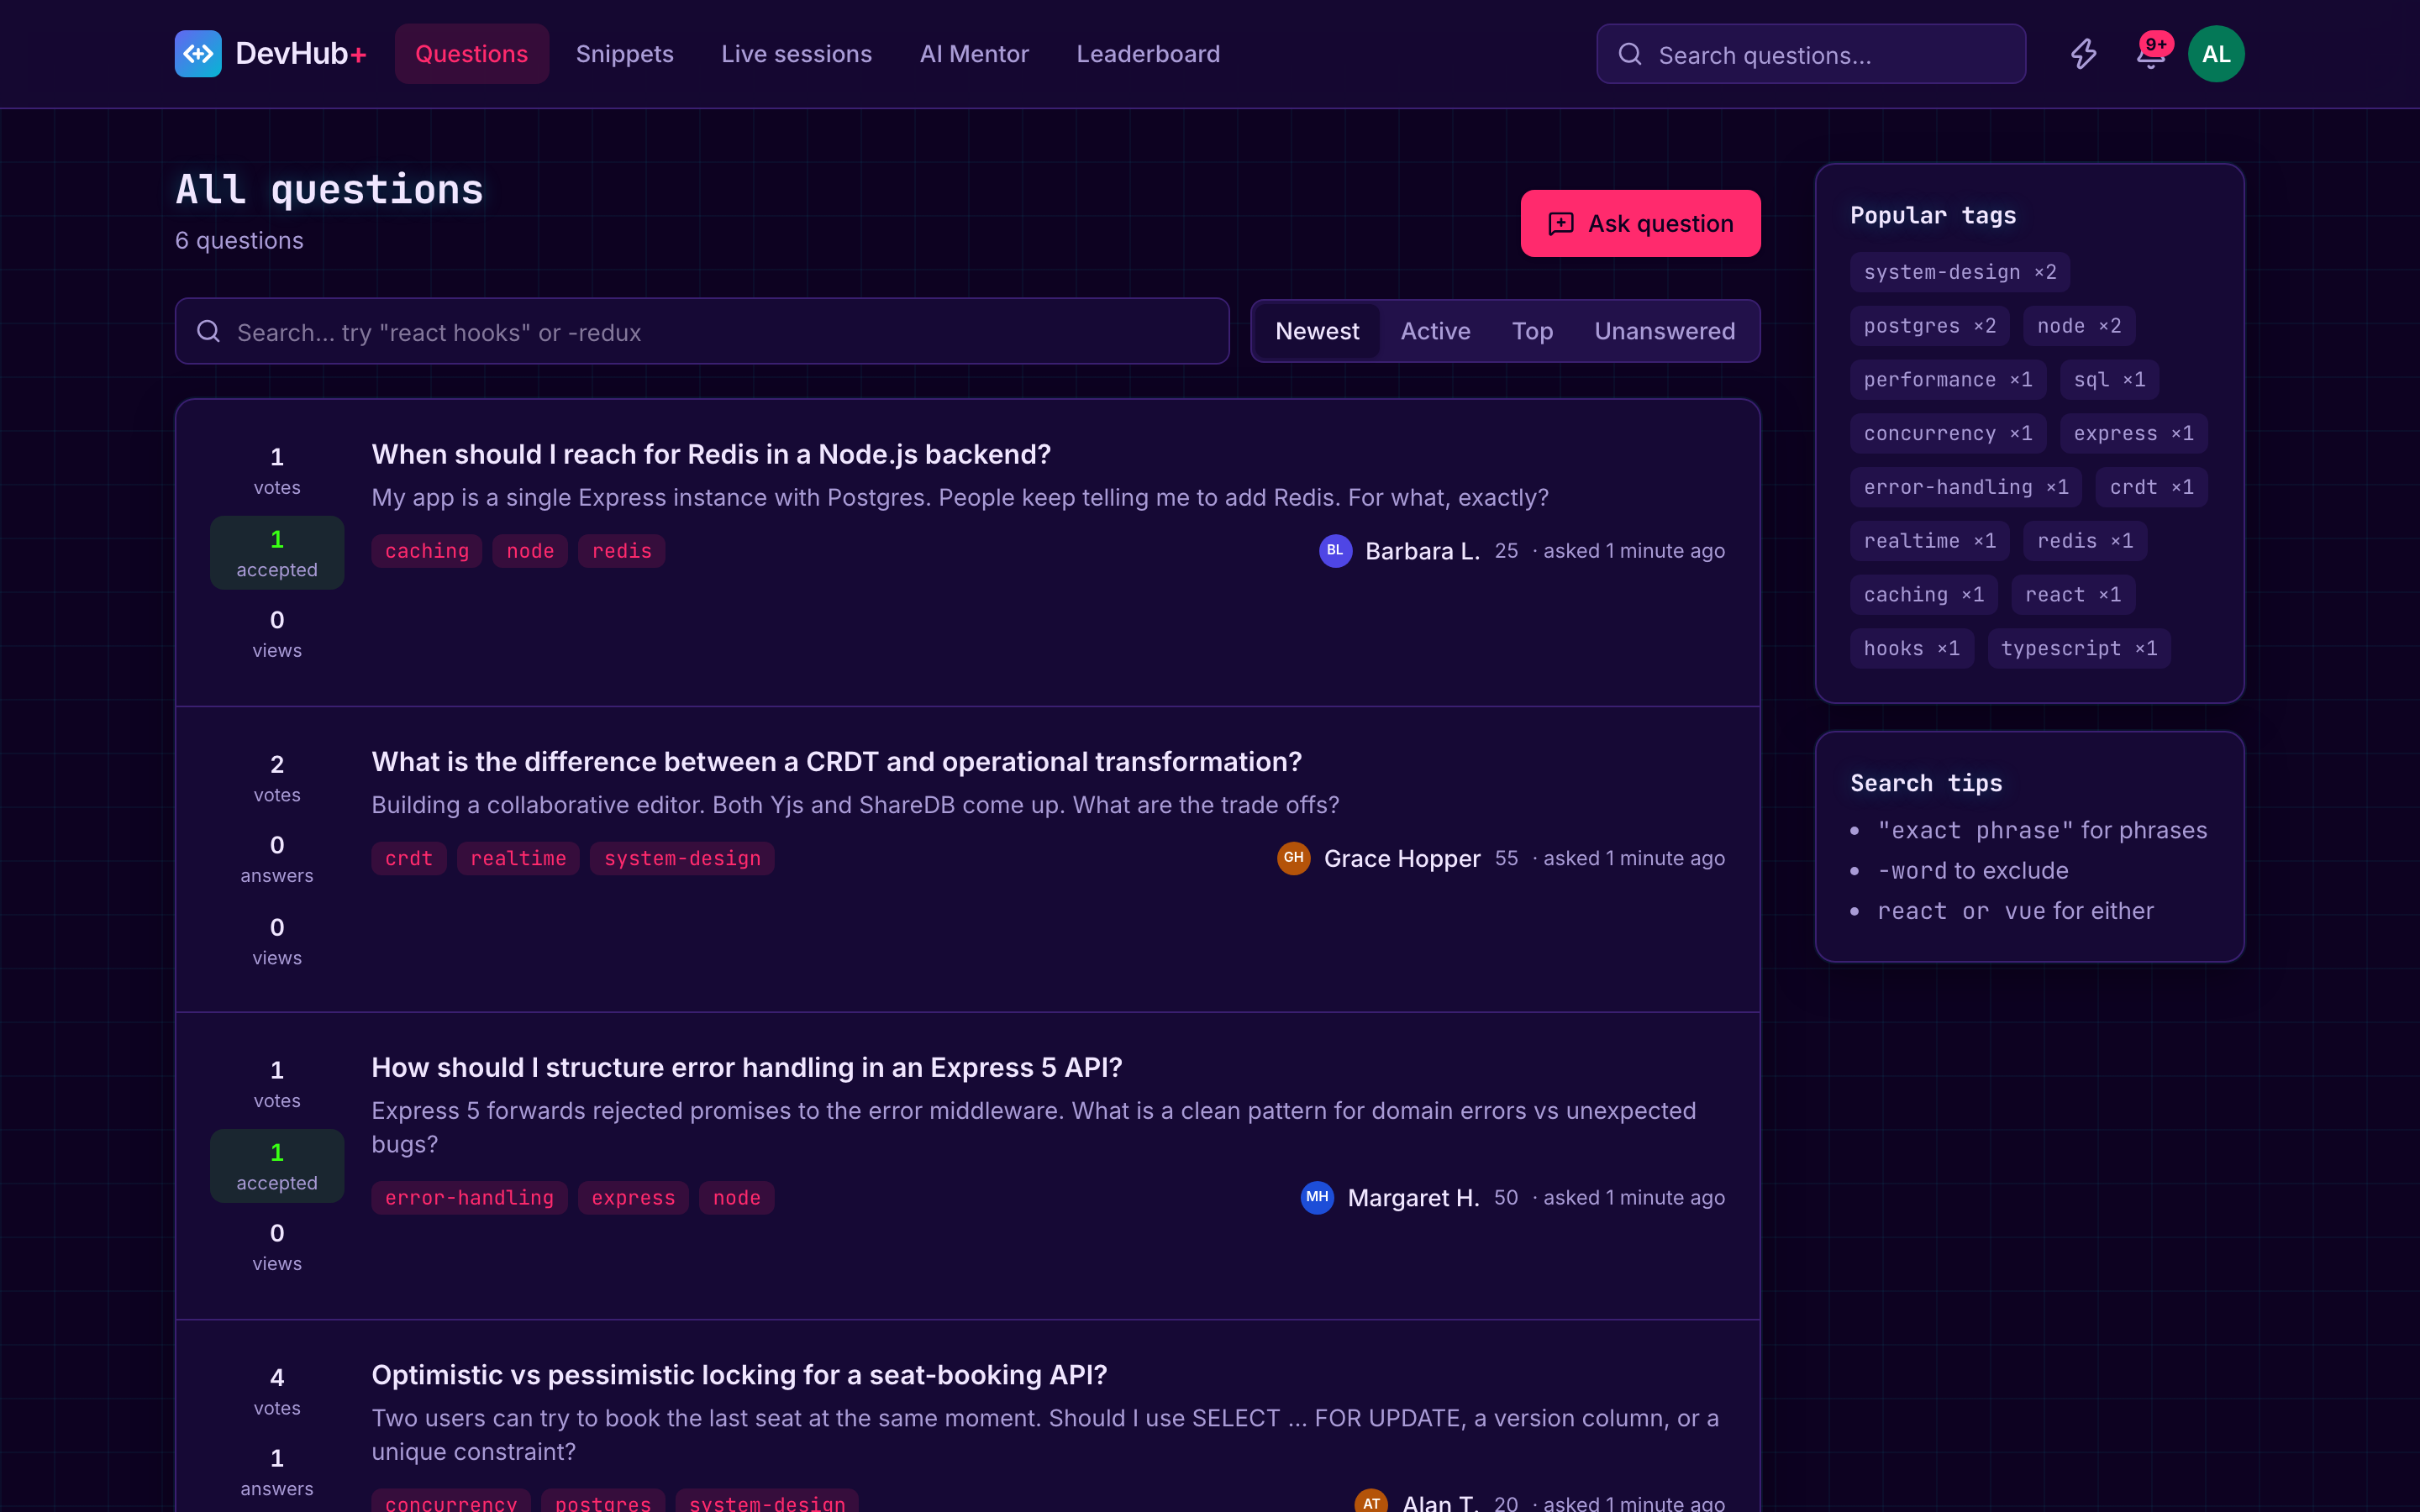 DevHub+
Questions
Snippets
Live sessions
AI Mentor
Leaderboard
Search questions...
9+
AL
All questions
6 questions
Ask question
Search... try "react hooks" or -redux
Newest
Active
Top
Unanswered
1
votes
1
accepted
0
views
When should I reach for Redis in a Node.js backend?
My app is a single Express instance with Postgres. People keep telling me to add Redis. For what, exactly?
caching node redis
BL Barbara L. 25 · asked 1 minute ago
2
votes
0
answers
0
views
What is the difference between a CRDT and operational transformation?
Building a collaborative editor. Both Yjs and ShareDB come up. What are the trade offs?
crdt realtime system-design
GH Grace Hopper 55 · asked 1 minute ago
1
votes
1
accepted
0
views
How should I structure error handling in an Express 5 API?
Express 5 forwards rejected promises to the error middleware. What is a clean pattern for domain errors vs unexpected
bugs?
error-handling express node
MH Margaret H. 50 · asked 1 minute ago
4
votes
1
answers
Optimistic vs pessimistic locking for a seat-booking API?
Two users can try to book the last seat at the same moment. Should I use SELECT ... FOR UPDATE, a version column, or a
unique constraint?
concurrency postgres system-design
AT Alan T. 20 · asked 1 minute ago
Popular tags
system-design ×2
postgres ×2 node ×2
performance ×1 sql ×1
concurrency ×1 express ×1
error-handling ×1 crdt ×1
realtime ×1 redis ×1
caching ×1 react ×1
hooks ×1 typescript ×1
Search tips
"exact phrase" for phrases
-word to exclude
react or vue for either